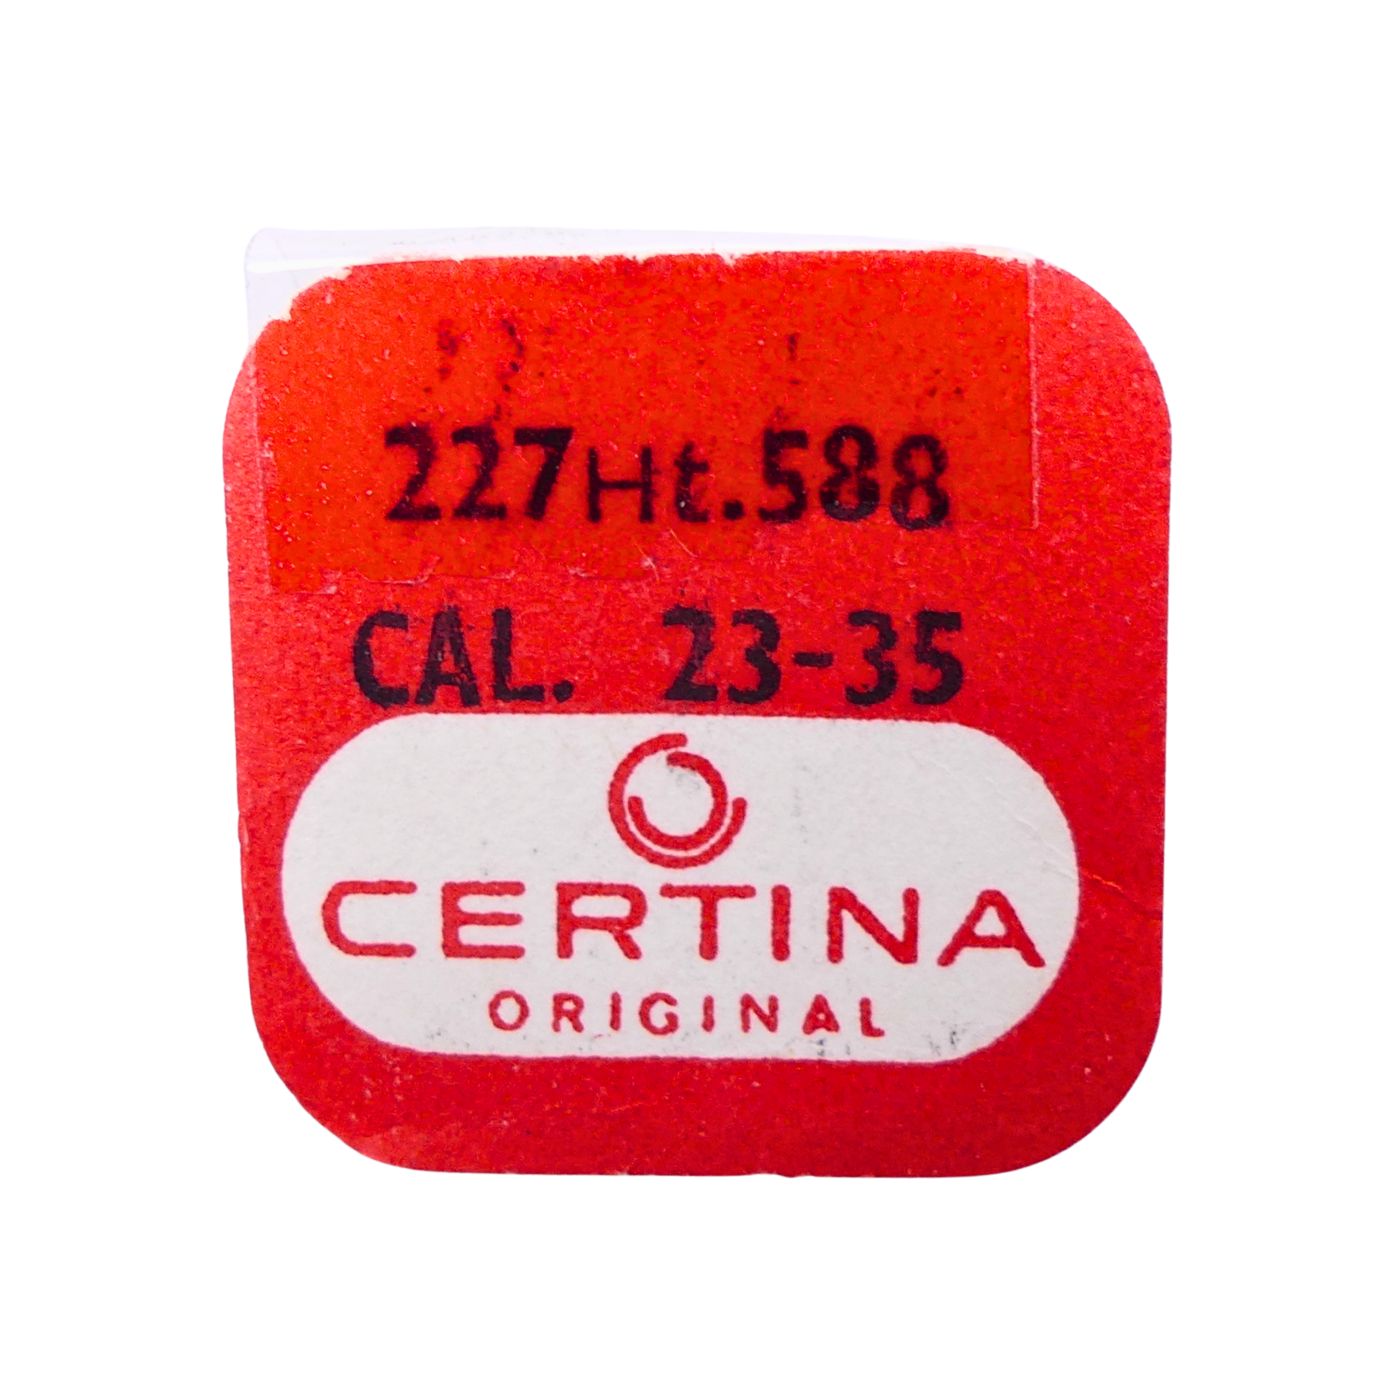 227Ht.588
CAL. 23-35
CERTINA
ORIGINAL